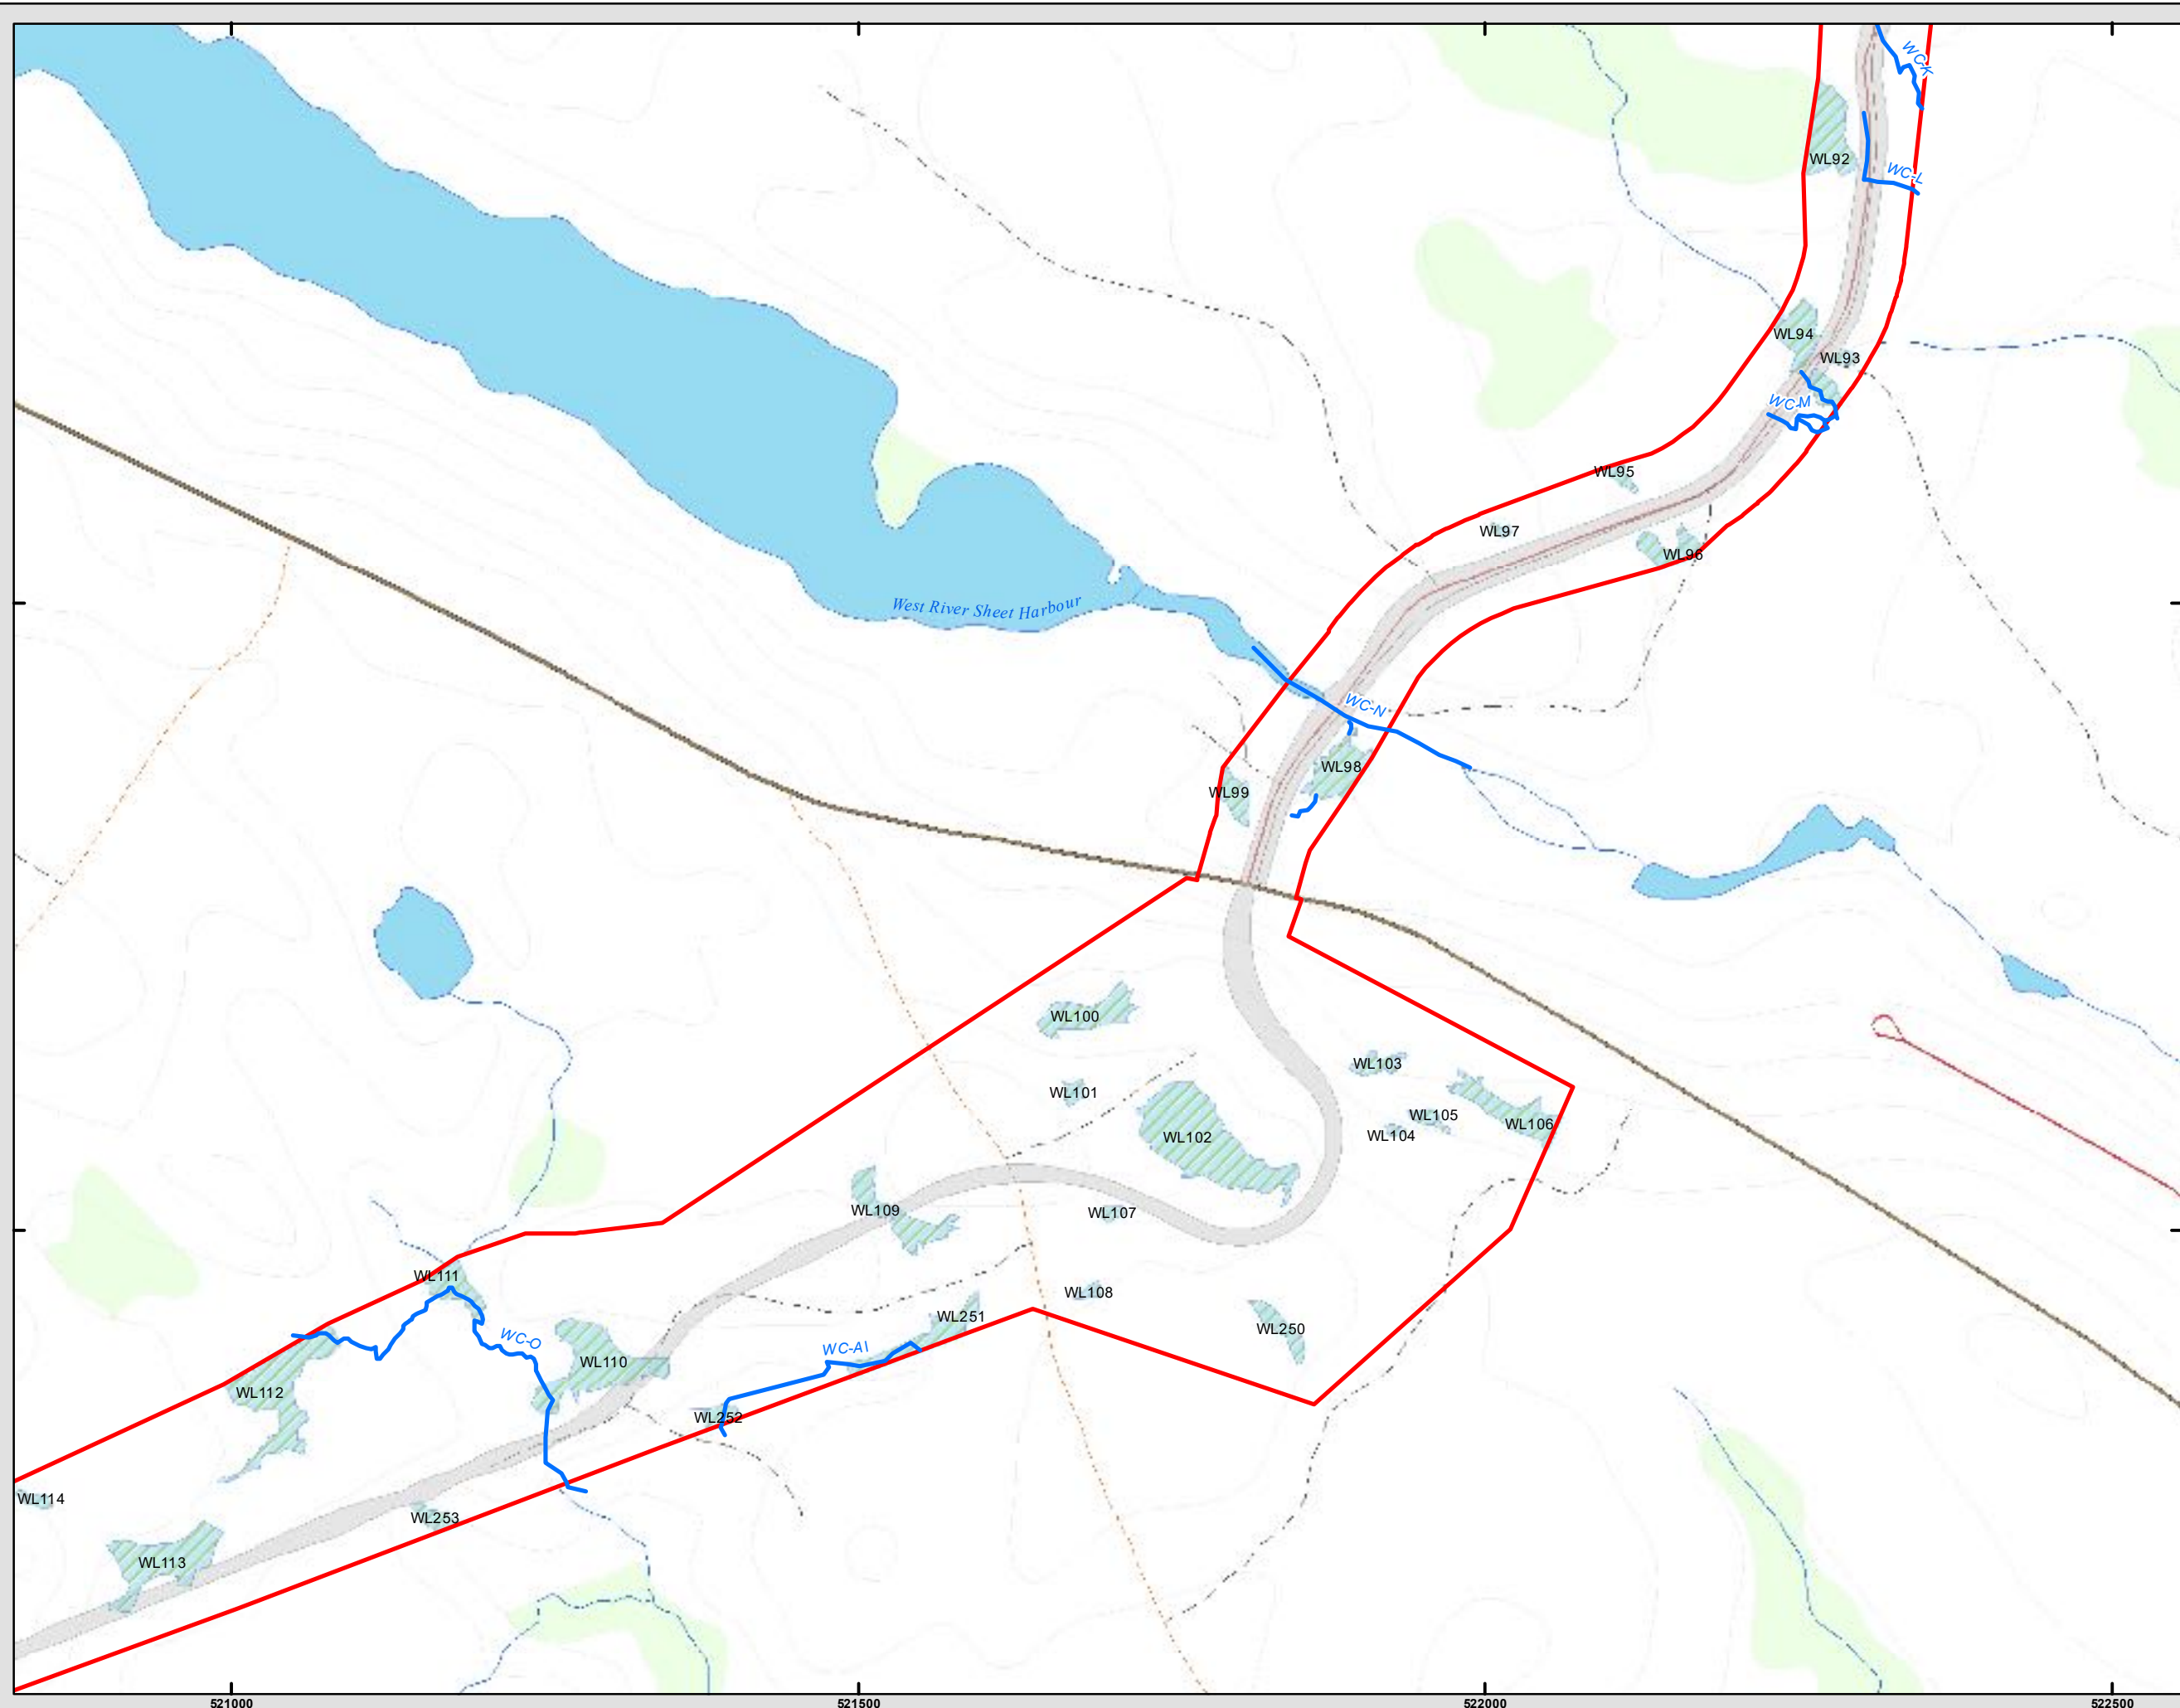 WC-K
WL92
WC-L
WL94
WL93
WC-M
WL95
WL97
WL96
West River Sheet Harbour
WC-N
WL98
WL99
WL100
WL103
WL101
WL105
WL106
WL104
WL102
WL109
WL107
WL111
WL108
WL251
WL250
WC-O
WC-AI
WL110
WL112
WL252
WL114
WL253
WL113
521000
521500
522000
522500